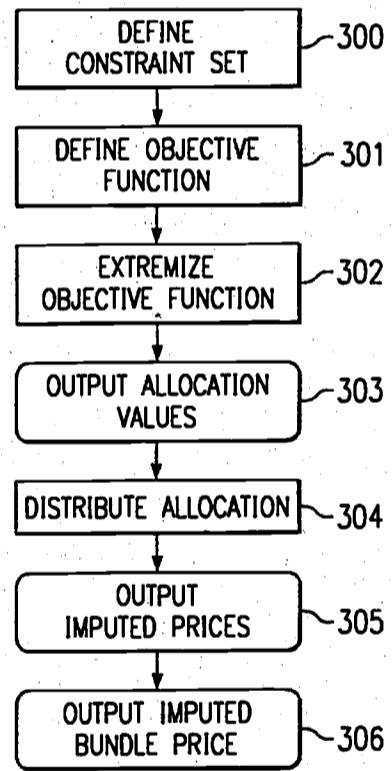 DEFINE
CONSTRAINT SET
300
DEFINE OBJECTIVE
FUNCTION
301
EXTREMIZE
OBJECTIVE FUNCTION
302
OUTPUT ALLOCATION
VALUES
303
DISTRIBUTE ALLOCATION
304
OUTPUT
IMPUTED PRICES
305
OUTPUT IMPUTED
BUNDLE PRICE
306